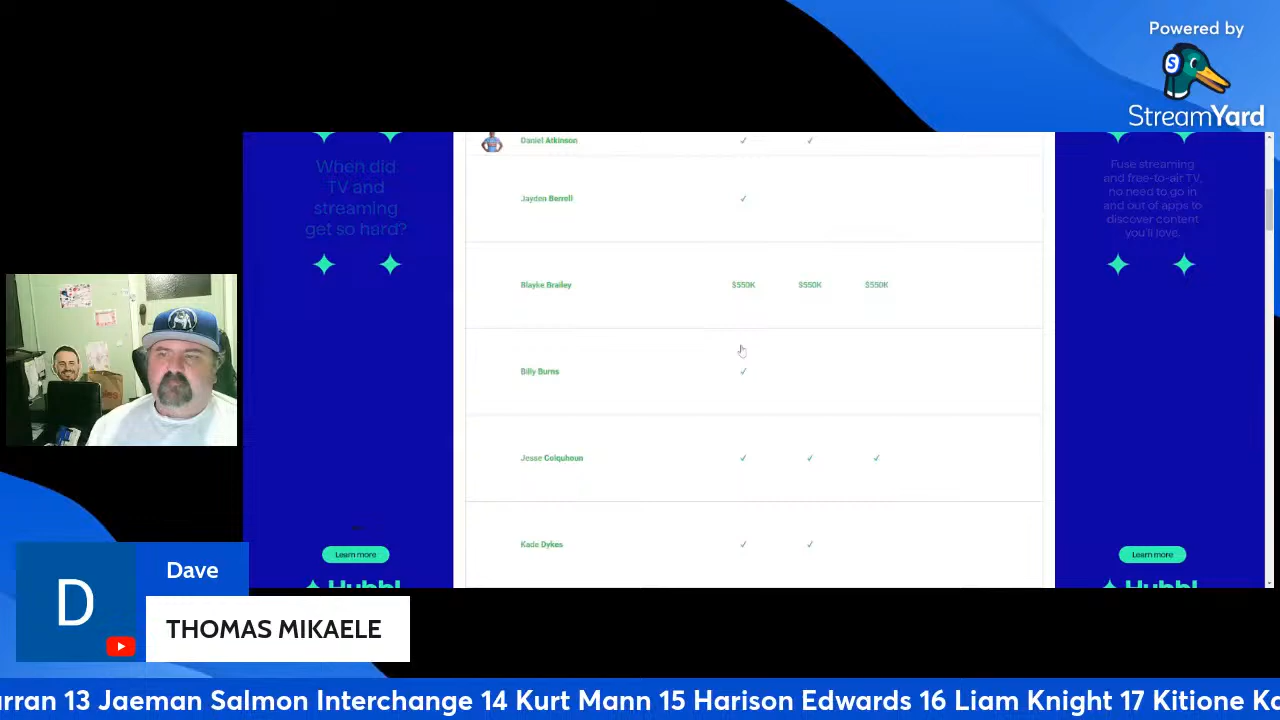 Powered by
StreamYard
When did
TV and
streaming
get so hard?
Learn more
Hubbl
Daniel Atkinson ✓ ✓
Jayden Berrell ✓
Blayke Brailey $550K $550K $550K
Billy Burns ✓
Jesse Colquhoun ✓ ✓ ✓
Kade Dykes ✓ ✓
Fuse streaming
and free-to-air TV,
no need to go in
and out of apps to
discover content
you'll love.
Learn more
Hubbl
D
Dave
THOMAS MIKAELE
rran 13 Jaeman Salmon Interchange 14 Kurt Mann 15 Harison Edwards 16 Liam Knight 17 Kitione Ka